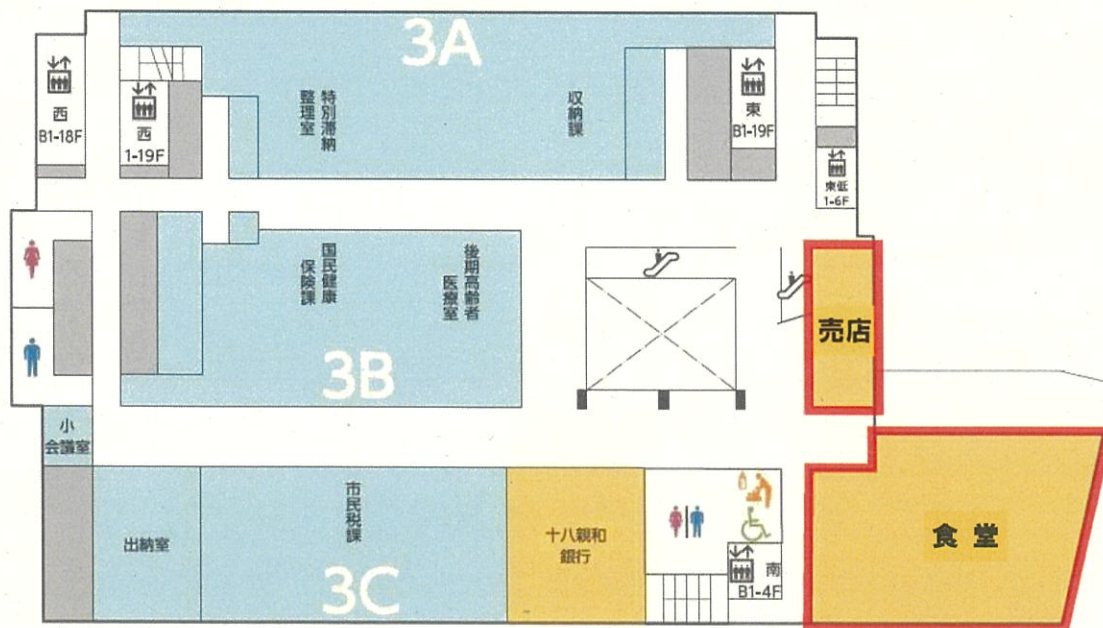 3A
西
B1-18F
西
1-19F
特別滞納
整理室
収納課
東
B1-19F
東低
1-6F
国民健康
保険課
後期高齢者
医療室
3B
売店
小
会議室
出納室
市民税課
3C
十八親和
銀行
南
B1-4F
食堂